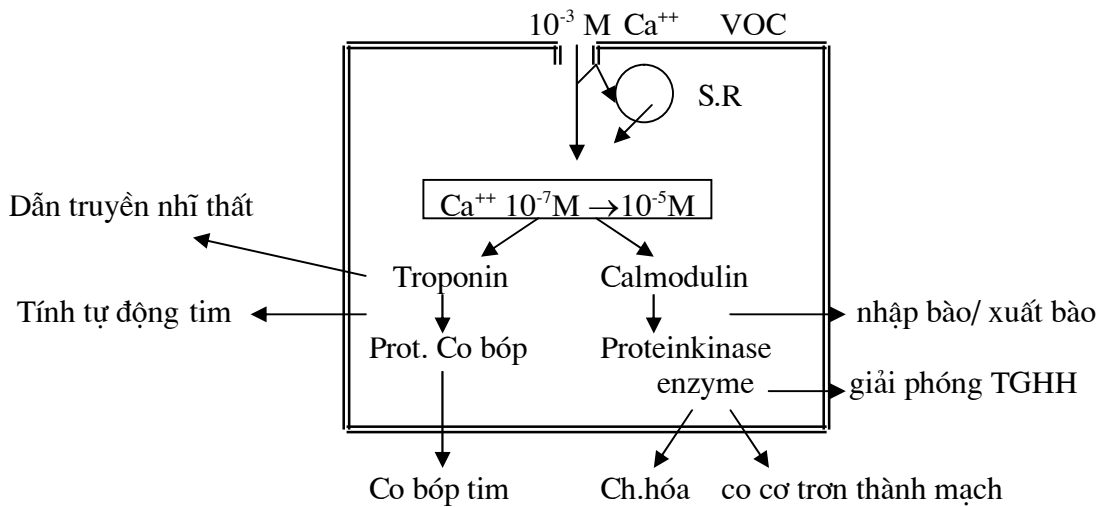 10⁻³ M Ca⁺⁺ VOC
S.R
Ca⁺⁺ 10⁻⁷M →10⁻⁵M
Dẫn truyền nhĩ thất
Troponin
Calmodulin
Tính tự động tim
nhập bào/ xuất bào
Prot. Co bóp
Proteinkinase
enzyme
giải phóng TGHH
Co bóp tim
Ch.hóa
co cơ trơn thành mạch